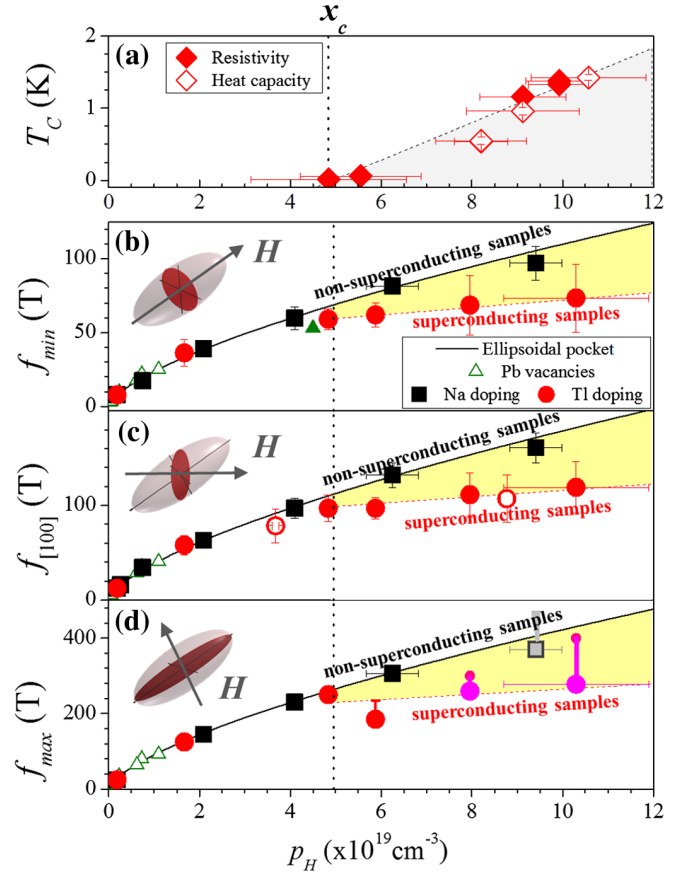 x_c
(a)
Resistivity
Heat capacity
T_C (K)
2
1
0
0 2 4 6 8 10 12
(b)
H
non-superconducting samples
superconducting samples
f_min (T)
100
50
0
Ellipsoidal pocket
Pb vacancies
Na doping
Tl doping
(c)
H
non-superconducting samples
superconducting samples
f_[100] (T)
100
0
(d)
H
non-superconducting samples
superconducting samples
f_max (T)
400
200
0
0 2 4 6 8 10 12
p_H (x10^19 cm^-3)